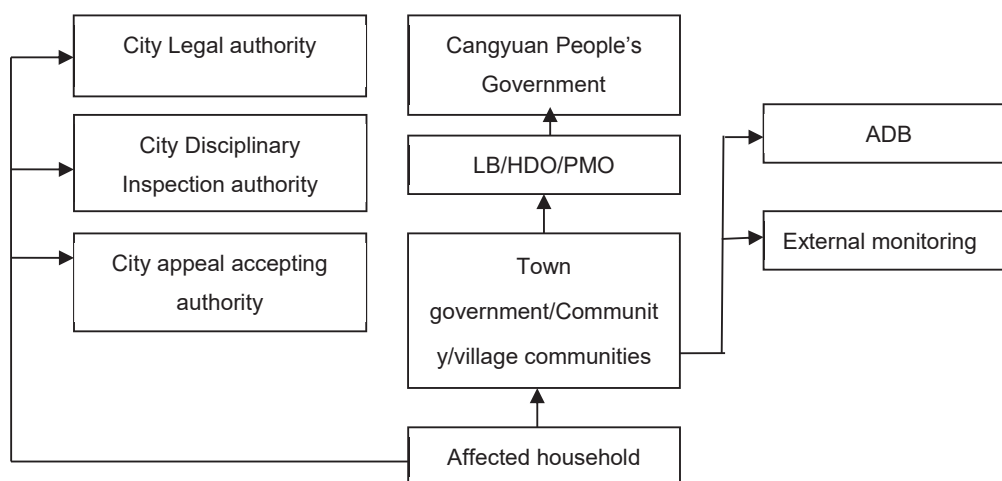 City Legal authority
Cangyuan People's
Government
City Disciplinary
Inspection authority
LB/HDO/PMO
ADB
City appeal accepting
authority
Town
government/Communit
y/village communities
External monitoring
Affected household